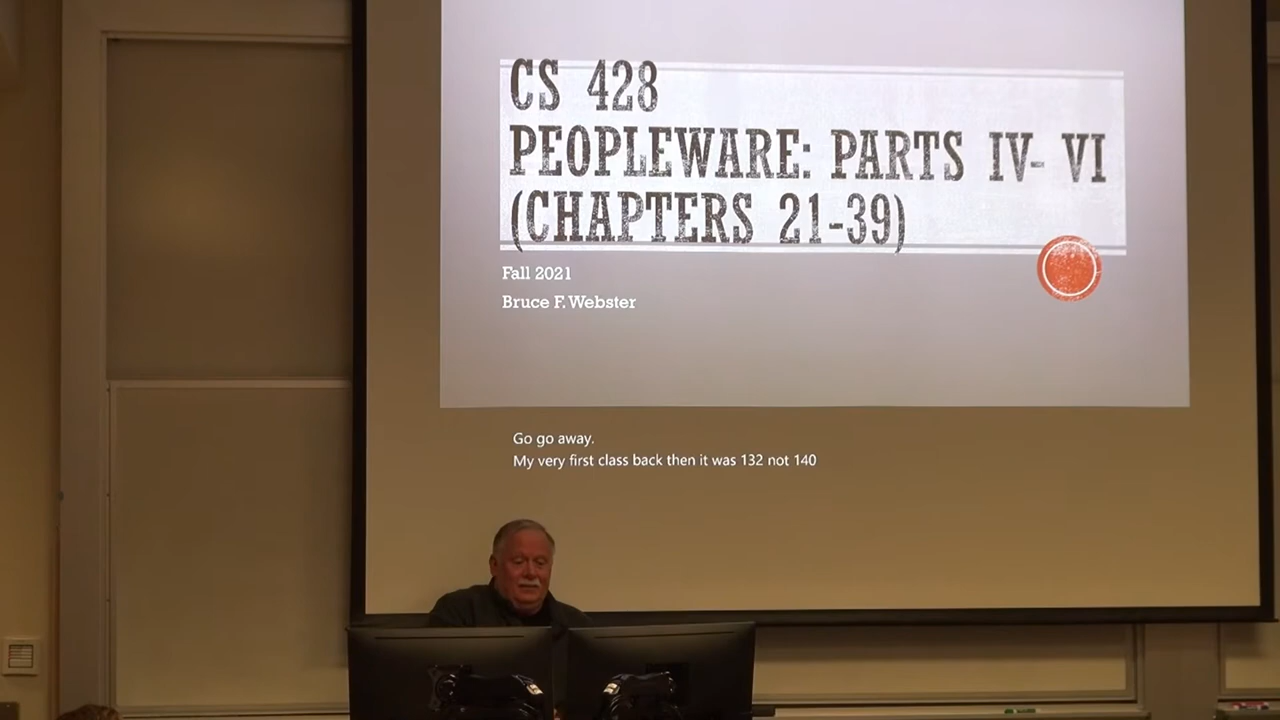 CS 428
PEOPLEWARE: PARTS IV- VI
(CHAPTERS 21-39)
Fall 2021
Bruce F. Webster
Go go away.
My very first class back then it was 132 not 140